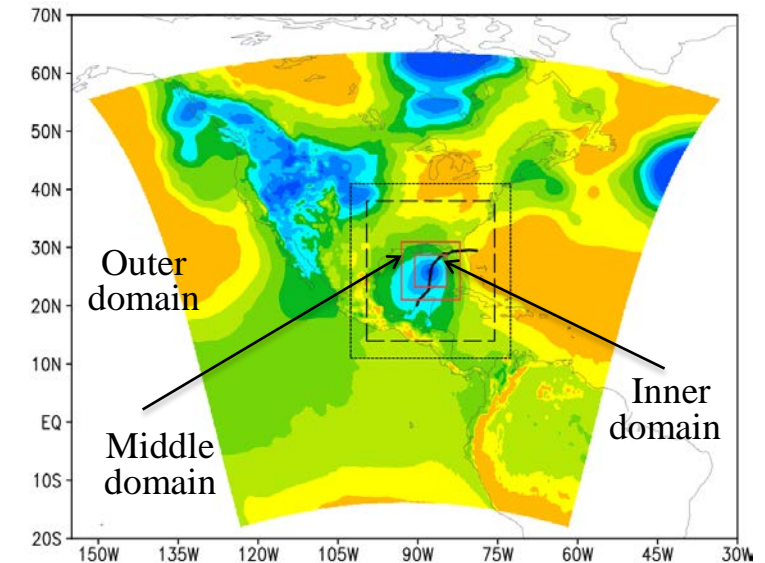 70N
60N
50N
40N
30N
20N
10N
EQ
10S
20S
150W 135W 120W 105W 90W 75W 60W 45W 30W
Outer
domain
Middle
domain
Inner
domain